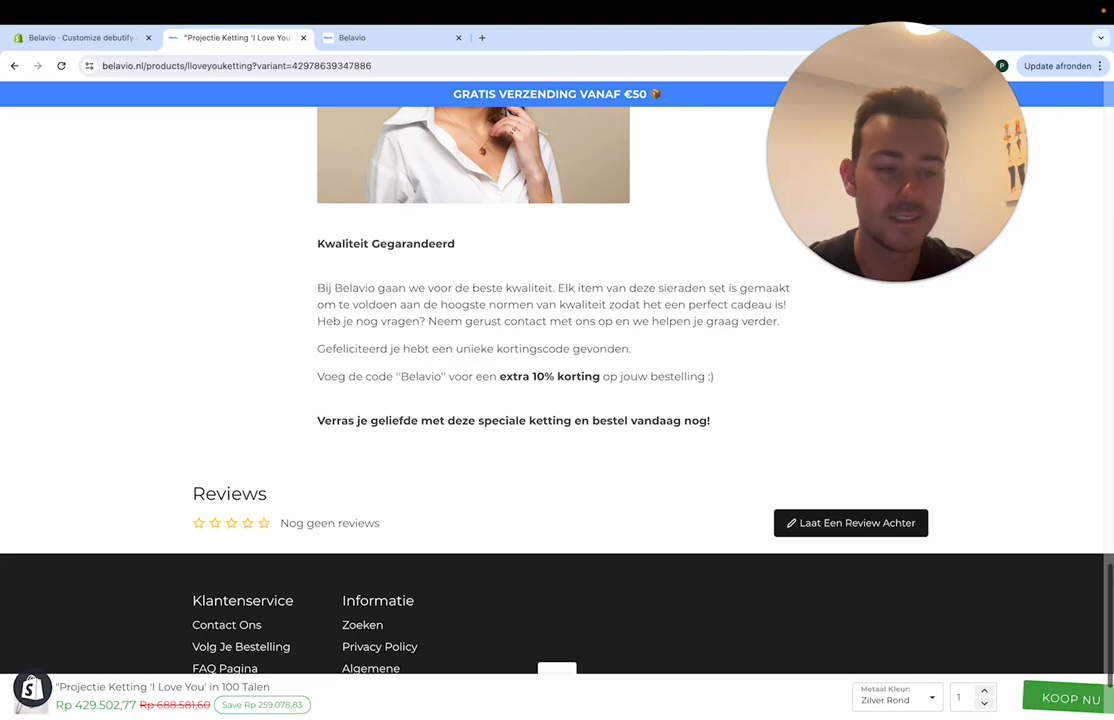 Belavio · Customize debutify
"Projectie Ketting 'I Love You'
Belavio
belavio.nl/products/Iloveyouketting?variant=42978639347886
P
Update afronden
GRATIS VERZENDING VANAF €50 📦
Kwaliteit Gegarandeerd
Bij Belavio gaan we voor de beste kwaliteit. Elk item van deze sieraden set is gemaakt
om te voldoen aan de hoogste normen van kwaliteit zodat het een perfect cadeau is!
Heb je nog vragen? Neem gerust contact met ons op en we helpen je graag verder.
Gefeliciteerd je hebt een unieke kortingscode gevonden.
Voeg de code ''Belavio'' voor een extra 10% korting op jouw bestelling :)
Verras je geliefde met deze speciale ketting en bestel vandaag nog!
Reviews
Nog geen reviews
Laat Een Review Achter
Klantenservice
Contact Ons
Volg Je Bestelling
FAQ Pagina
Informatie
Zoeken
Privacy Policy
Algemene
"Projectie Ketting 'I Love You' in 100 Talen
Rp 429.502,77 Rp 688.581,60 Save Rp 259.078,83
Metaal Kleur:
Zilver Rond
1
KOOP NU